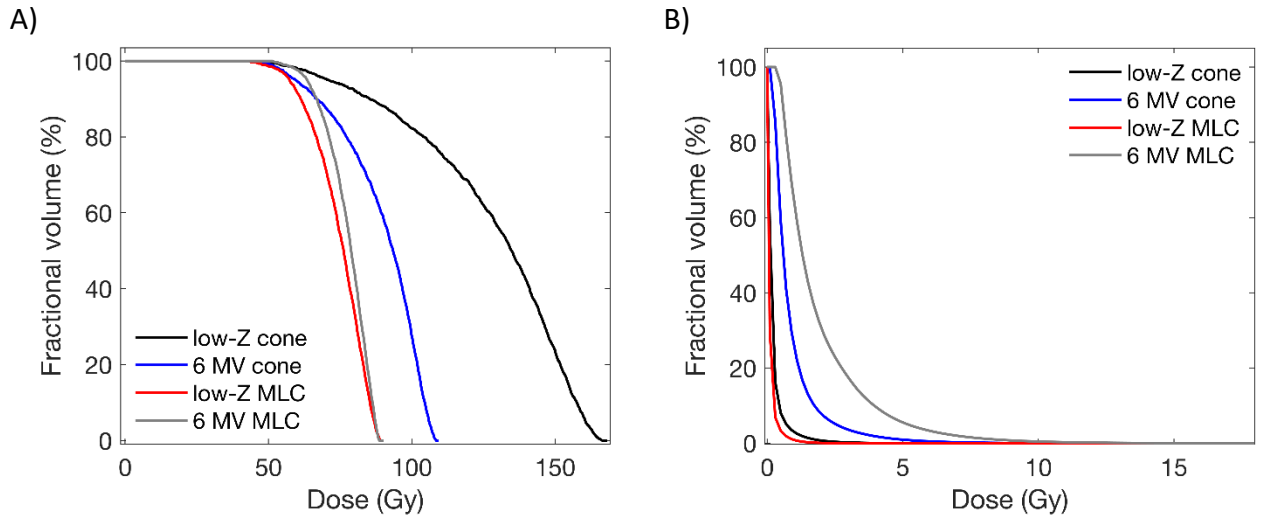 A)
Fractional volume (%)
100
80
60
40
20
0
low-Z cone
6 MV cone
low-Z MLC
6 MV MLC
0 50 100 150
Dose (Gy)
B)
Fractional volume (%)
100
80
60
40
20
0
low-Z cone
6 MV cone
low-Z MLC
6 MV MLC
0 5 10 15
Dose (Gy)